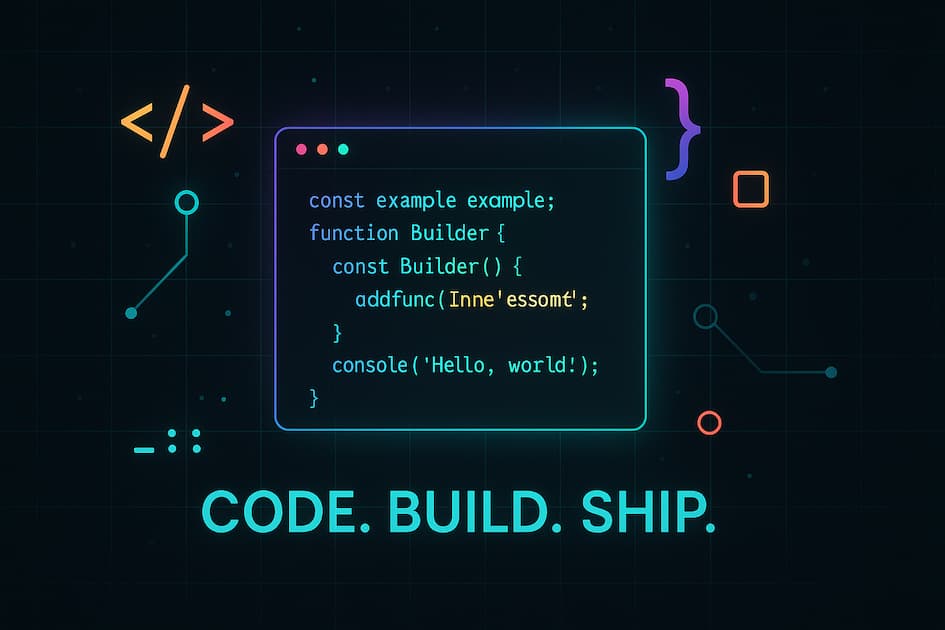 </>
}
const example example;
function Builder {
const Builder() {
addfunc(Inne'essomt';
}
console('Hello, world!);
}
CODE. BUILD. SHIP.